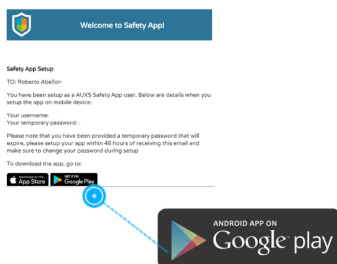 Welcome to Safety App!
Safety App Setup
TO: Roberto Abellon
You have been setup as a AUXS Safety App user. Below are details when you
setup the app on mobile device:
Your username:
Your temporary password: :
Please note that you have been provided a temporary password that will
expire, please setup your app within 48 hours of receiving this email and
make sure to change your password during setup
To download the app, go to:
Download on the
App Store
GET IT ON
Google Play
ANDROID APP ON
Google play